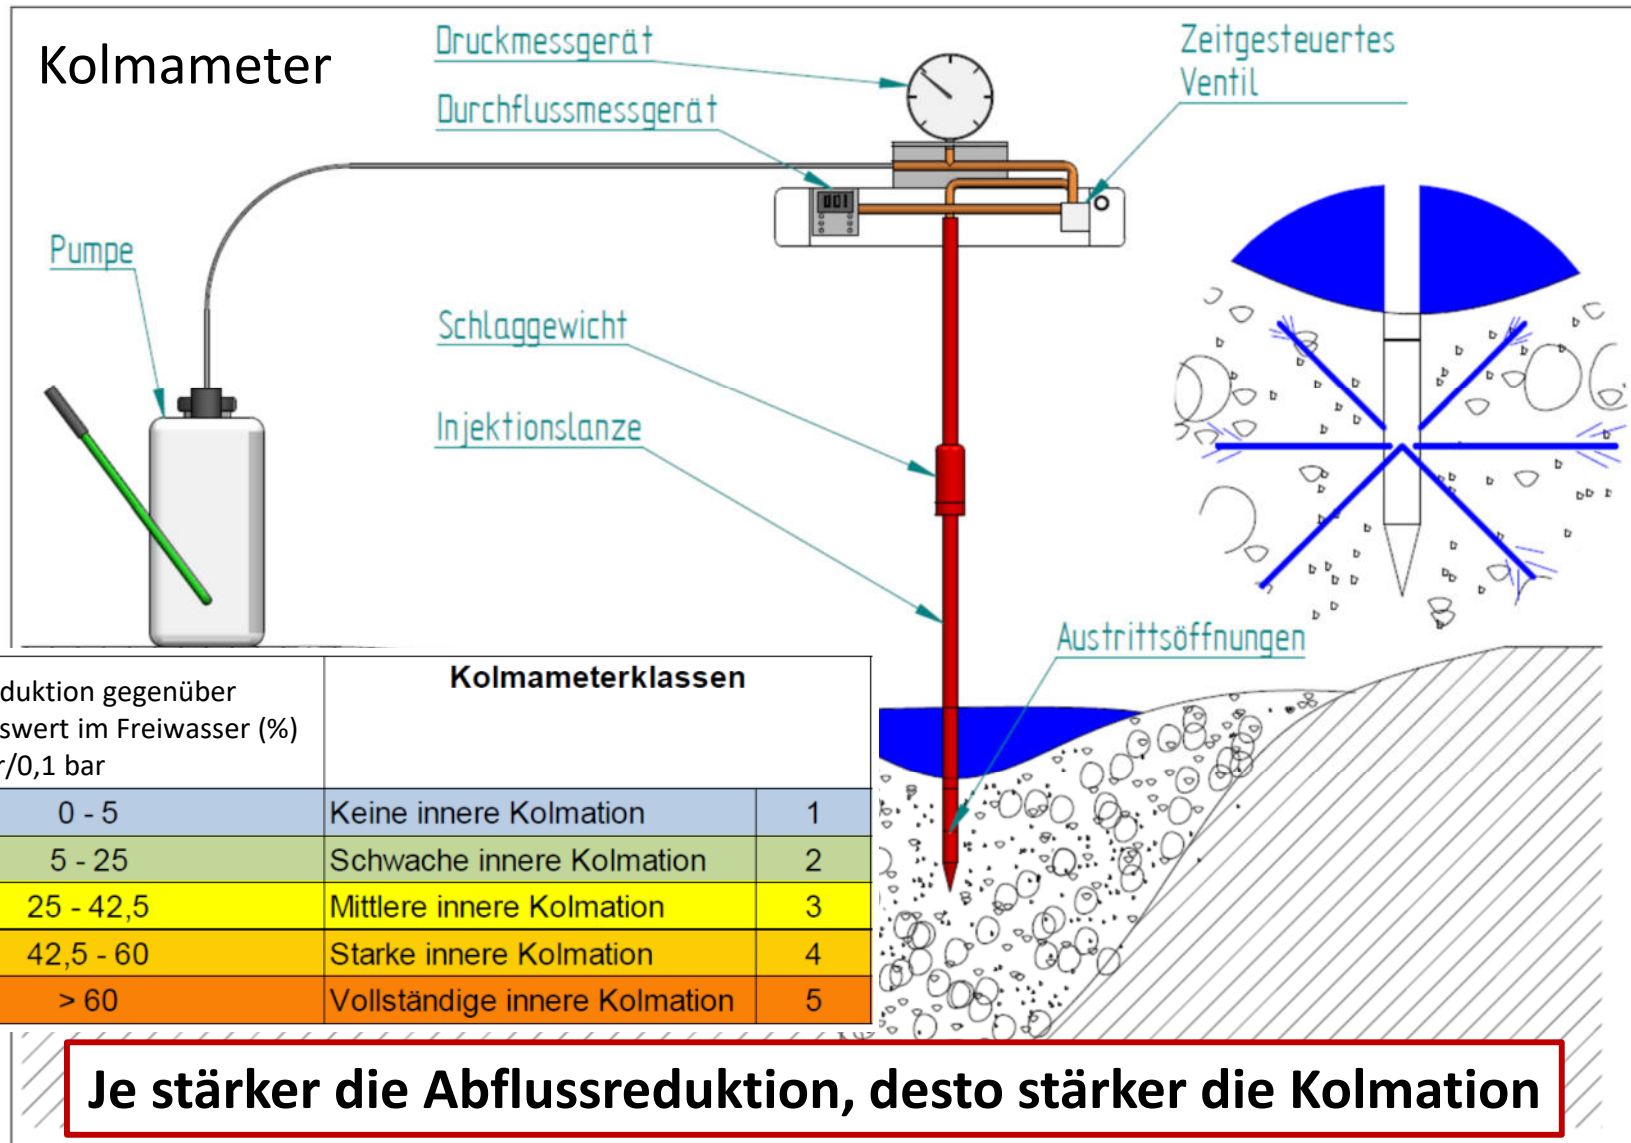 Kolmameter
Druckmessgerät
Durchflussmessgerät
Zeitgesteuertes
Ventil
001
Pumpe
Schlaggewicht
Injektionslanze
Austrittsöffnungen
duktion gegenüber
swert im Freiwasser (%)
r/0,1 bar
Kolmameterklassen
0 - 5 Keine innere Kolmation 1
5 - 25 Schwache innere Kolmation 2
25 - 42,5 Mittlere innere Kolmation 3
42,5 - 60 Starke innere Kolmation 4
> 60 Vollständige innere Kolmation 5
Je stärker die Abflussreduktion, desto stärker die Kolmation